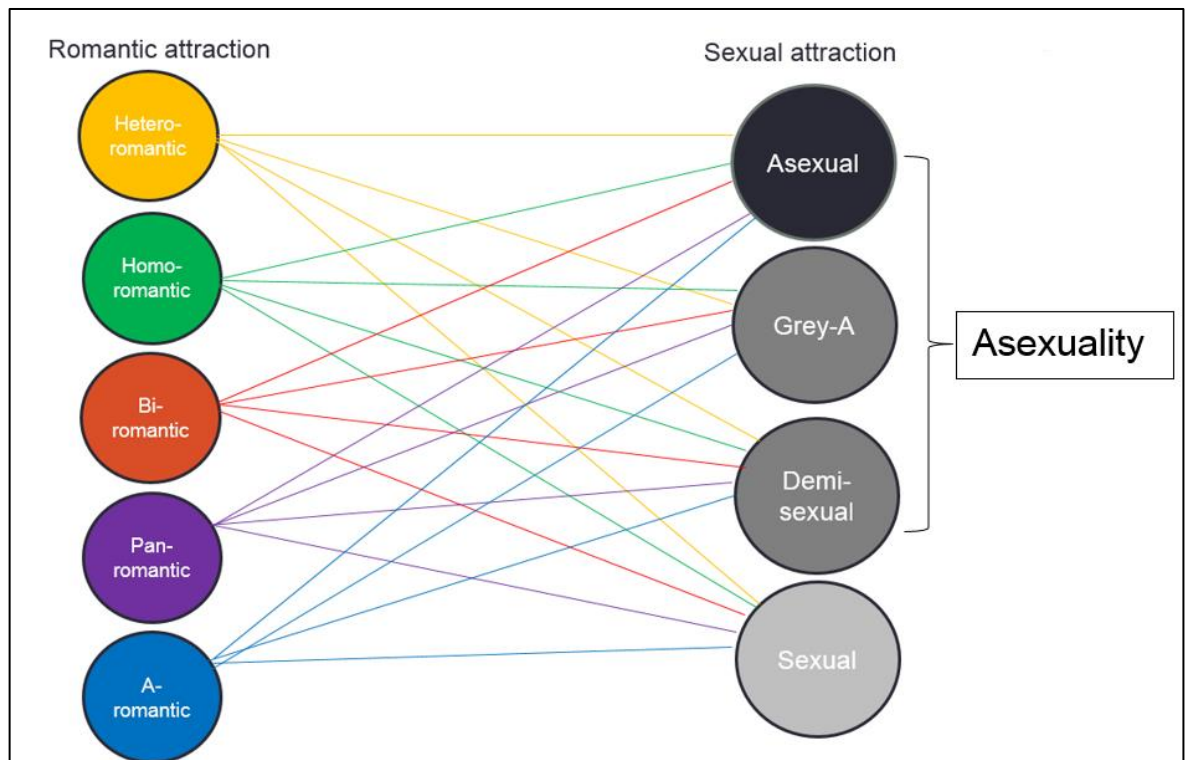 Romantic attraction
Sexual attraction
Hetero-
romantic
Homo-
romantic
Bi-
romantic
Pan-
romantic
A-
romantic
Asexual
Grey-A
Demi-
sexual
Sexual
Asexuality